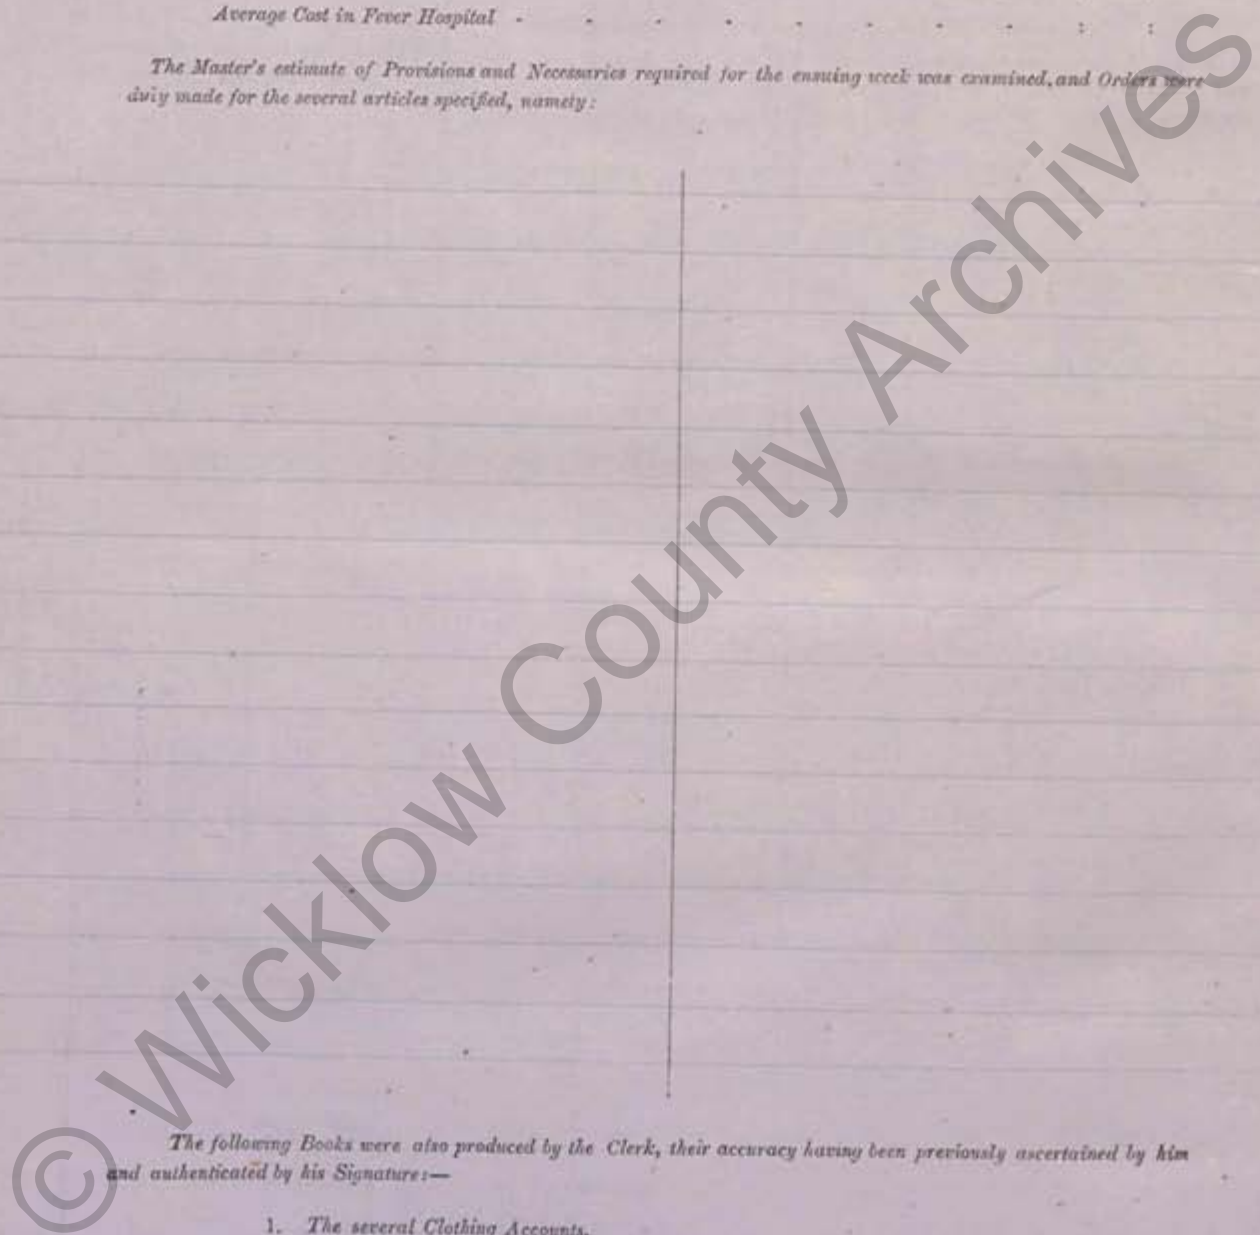 Average Cost in Fever Hospital - - - - - - - - : :
The Master's estimate of Provisions and Necessaries required for the ensuing week was examined, and Orders were
duly made for the several articles specified, namely:
The following Books were also produced by the Clerk, their accuracy having been previously ascertained by him
and authenticated by his Signature:—
1. The several Clothing Accounts.
© Wicklow County Archives